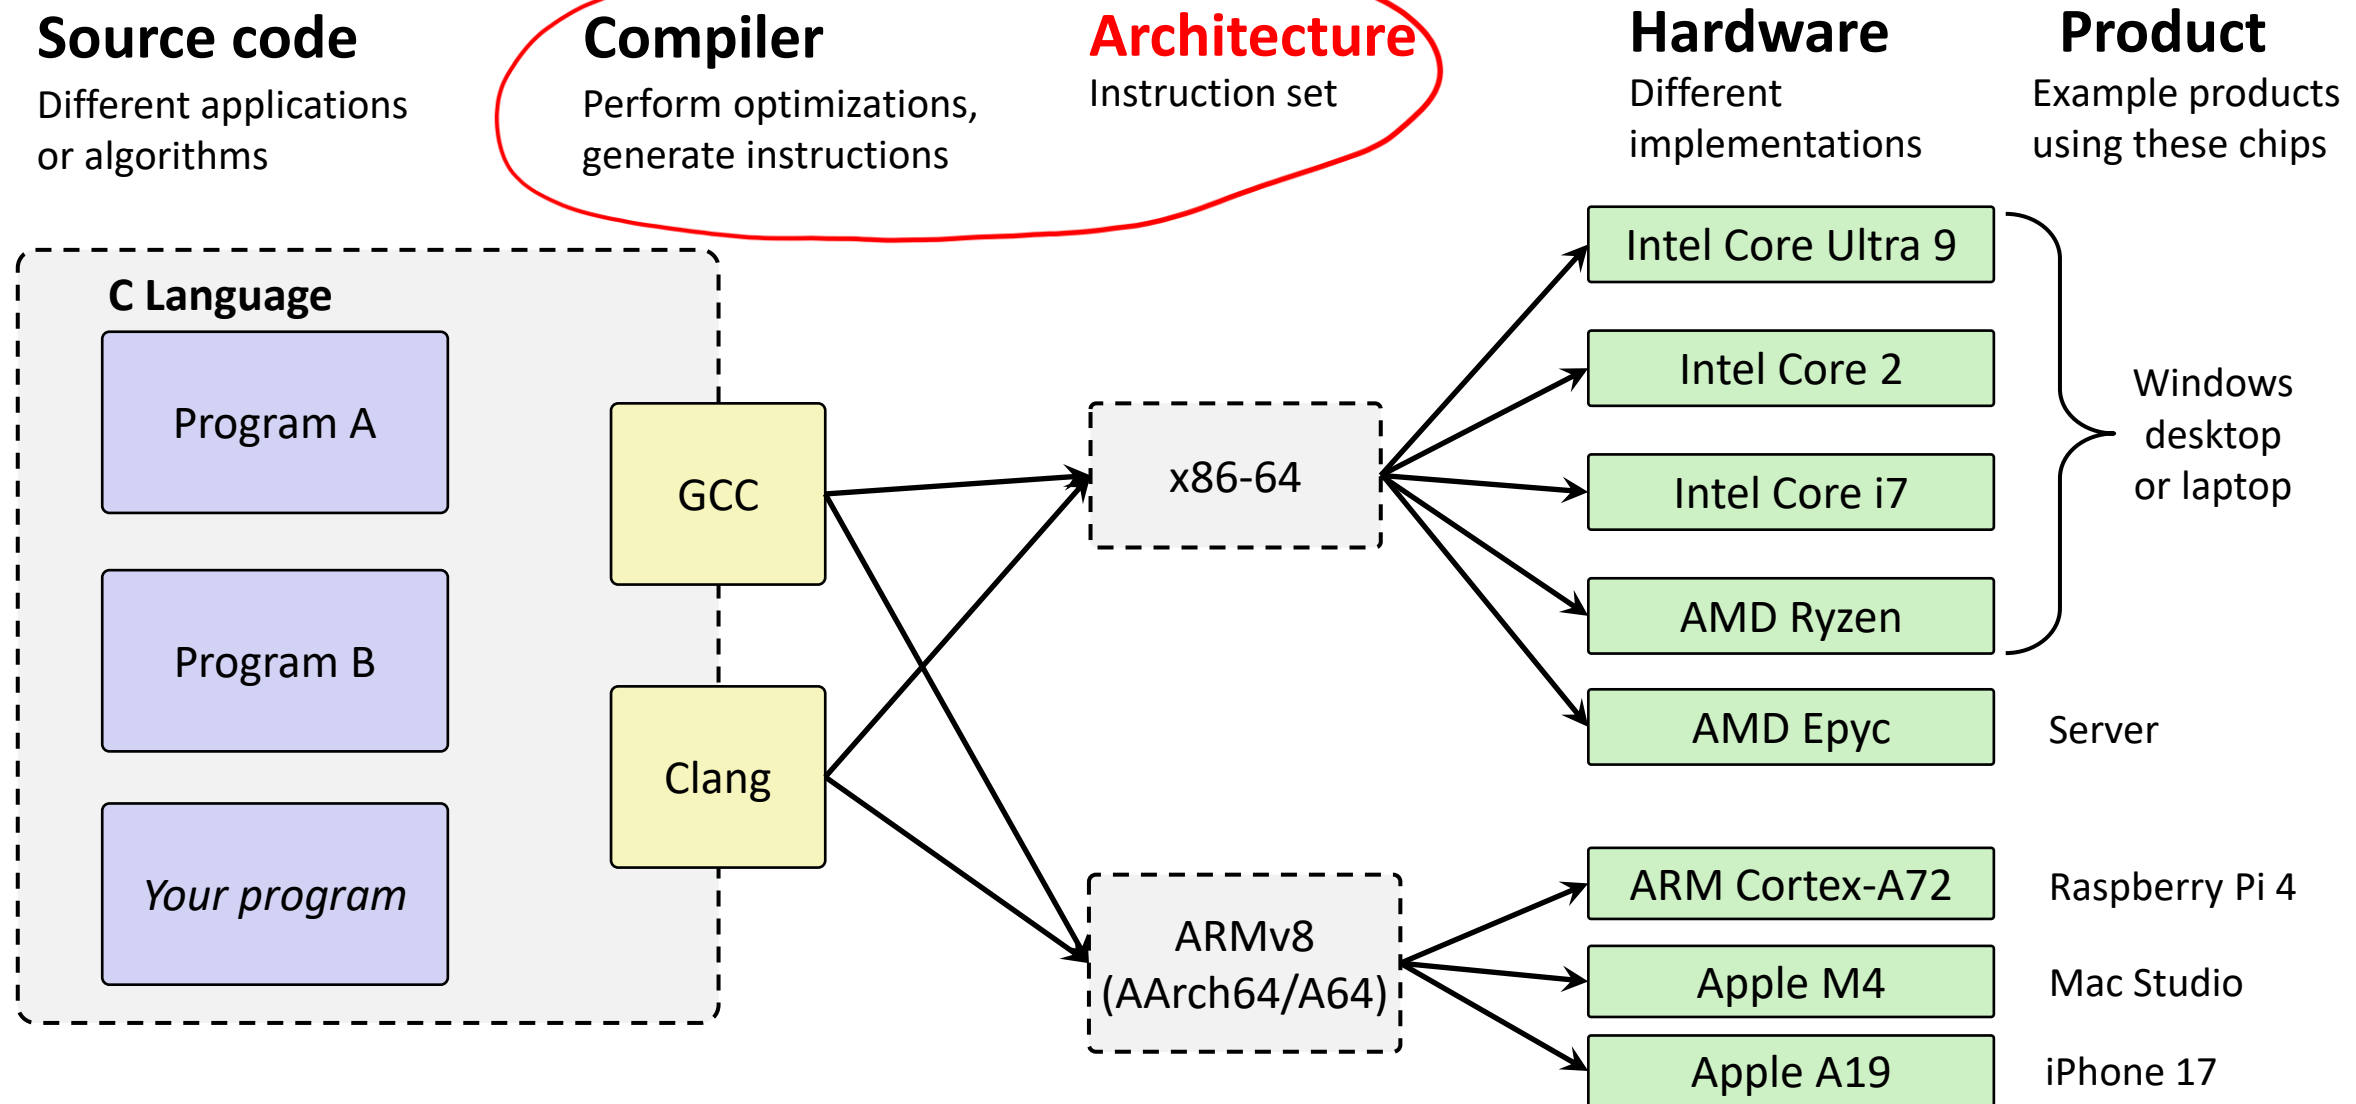 Source code
Different applications
or algorithms
Compiler
Perform optimizations,
generate instructions
Architecture
Instruction set
Hardware
Different
implementations
Product
Example products
using these chips
C Language
Program A
Program B
Your program
GCC
Clang
x86-64
ARMv8
(AArch64/A64)
Intel Core Ultra 9
Intel Core 2
Intel Core i7
AMD Ryzen
AMD Epyc
ARM Cortex-A72
Apple M4
Apple A19
Windows
desktop
or laptop
Server
Raspberry Pi 4
Mac Studio
iPhone 17